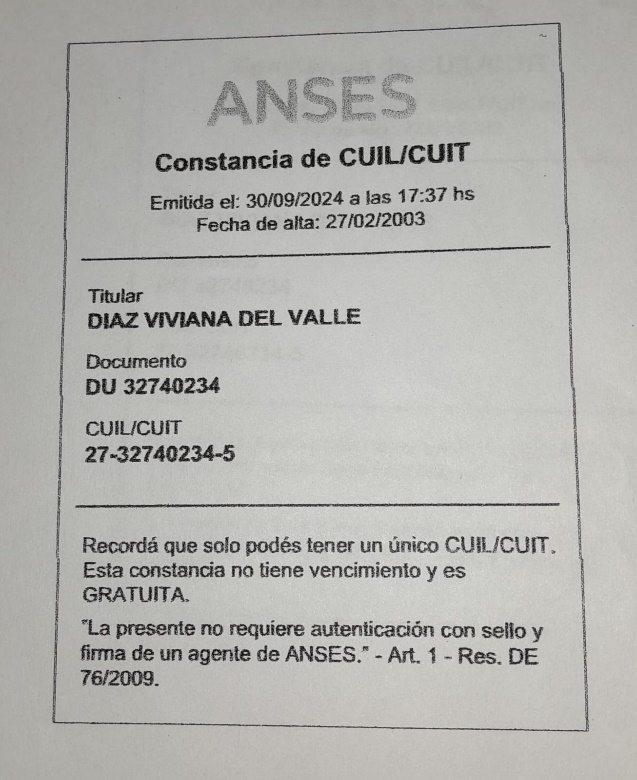 ANSES
Constancia de CUIL/CUIT
Emitida el: 30/09/2024 a las 17:37 hs
Fecha de alta: 27/02/2003
Titular
DIAZ VIVIANA DEL VALLE
Documento
DU 32740234
CUIL/CUIT
27-32740234-5
Recordá que solo podés tener un único CUIL/CUIT.
Esta constancia no tiene vencimiento y es
GRATUITA.
"La presente no requiere autenticación con sello y
firma de un agente de ANSES." - Art. 1 - Res. DE
76/2009.